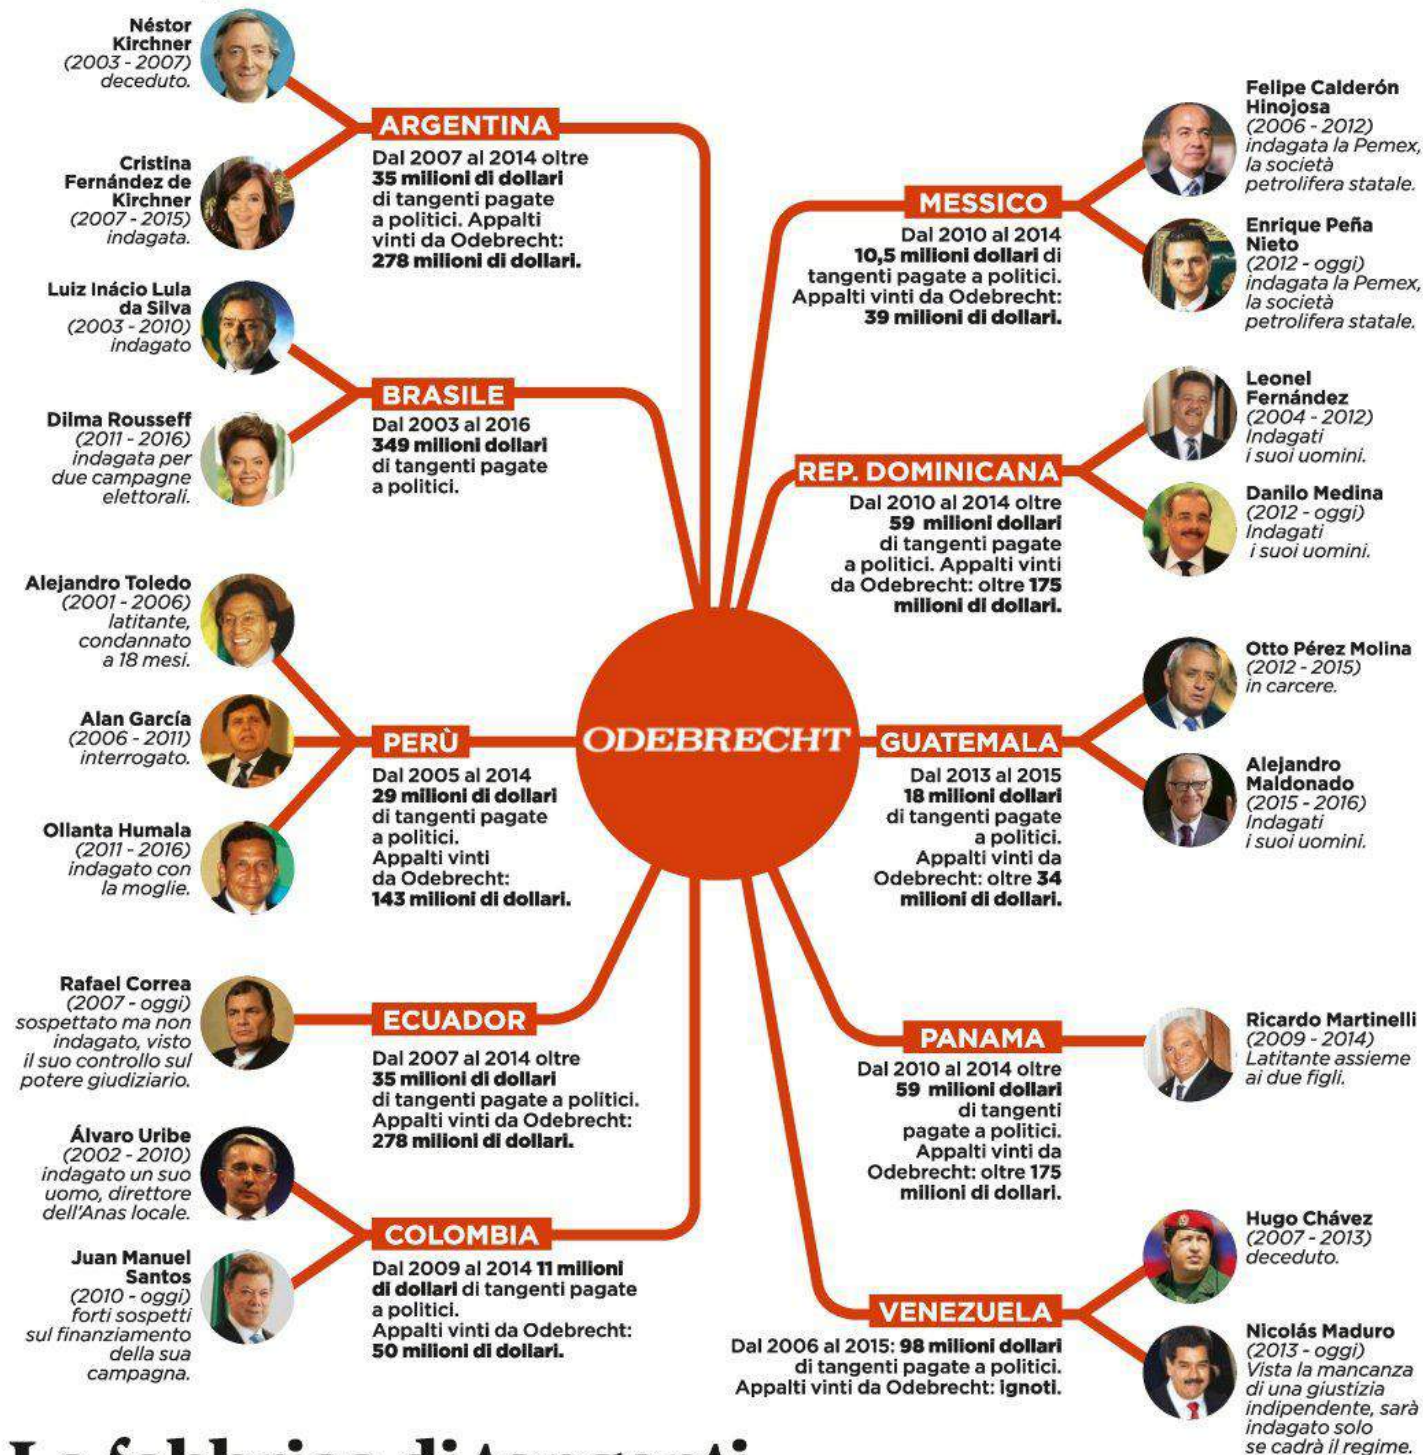 Néstor
Kirchner
(2003 - 2007)
deceduto.
Cristina
Fernández de
Kirchner
(2007 - 2015)
indagata.
ARGENTINA
Dal 2007 al 2014 oltre
35 milioni di dollari
di tangenti pagate
a politici. Appalti
vinti da Odebrecht:
278 milioni di dollari.
Luiz Inácio Lula
da Silva
(2003 - 2010)
indagato
Dilma Rousseff
(2011 - 2016)
indagata per
due campagne
elettorali.
BRASILE
Dal 2003 al 2016
349 milioni dollari
di tangenti pagate
a politici.
Alejandro Toledo
(2001 - 2006)
latitante,
condannato
a 18 mesi.
Alan García
(2006 - 2011)
interrogato.
Ollanta Humala
(2011 - 2016)
indagato con
la moglie.
PERÙ
Dal 2005 al 2014
29 milioni di dollari
di tangenti pagate
a politici.
Appalti vinti
da Odebrecht:
143 milioni di dollari.
Rafael Correa
(2007 - oggi)
sospettato ma non
indagato, visto
il suo controllo sul
potere giudiziario.
ECUADOR
Dal 2007 al 2014 oltre
35 milioni di dollari
di tangenti pagate a politici.
Appalti vinti da Odebrecht:
278 milioni di dollari.
Álvaro Uribe
(2002 - 2010)
indagato un suo
uomo, direttore
dell'Anas locale.
Juan Manuel
Santos
(2010 - oggi)
forti sospetti
sul finanziamento
della sua
campagna.
COLOMBIA
Dal 2009 al 2014 11 milioni
di dollari di tangenti pagate
a politici.
Appalti vinti da Odebrecht:
50 milioni di dollari.
ODEBRECHT
MESSICO
Dal 2010 al 2014
10,5 milioni dollari di
tangenti pagate a politici.
Appalti vinti da Odebrecht:
39 milioni di dollari.
Felipe Calderón
Hinojosa
(2006 - 2012)
indagata la Pemex,
la società
petrolifera statale.
Enrique Peña
Nieto
(2012 - oggi)
indagata la Pemex,
la società
petrolifera statale.
REP. DOMINICANA
Dal 2010 al 2014 oltre
59 milioni dollari
di tangenti pagate
a politici. Appalti vinti
da Odebrecht: oltre 175
milioni di dollari.
Leonel
Fernández
(2004 - 2012)
Indagati
i suoi uomini.
Danilo Medina
(2012 - oggi)
Indagati
i suoi uomini.
GUATEMALA
Dal 2013 al 2015
18 milioni dollari
di tangenti pagate
a politici.
Appalti vinti da
Odebrecht: oltre 34
milioni di dollari.
Otto Pérez Molina
(2012 - 2015)
in carcere.
Alejandro
Maldonado
(2015 - 2016)
Indagati
i suoi uomini.
PANAMA
Dal 2010 al 2014 oltre
59 milioni dollari
di tangenti
pagate a politici.
Appalti vinti da
Odebrecht: oltre 175
milioni di dollari.
Ricardo Martinelli
(2009 - 2014)
Latitante assieme
ai due figli.
VENEZUELA
Dal 2006 al 2015: 98 milioni dollari
di tangenti pagate a politici.
Appalti vinti da Odebrecht: ignoti.
Hugo Chávez
(2007 - 2013)
deceduto.
Nicolás Maduro
(2013 - oggi)
Vista la mancanza
di una giustizia
indipendente, sarà
indagato solo
se cadrà il regime.
La fabbrica di tangenti